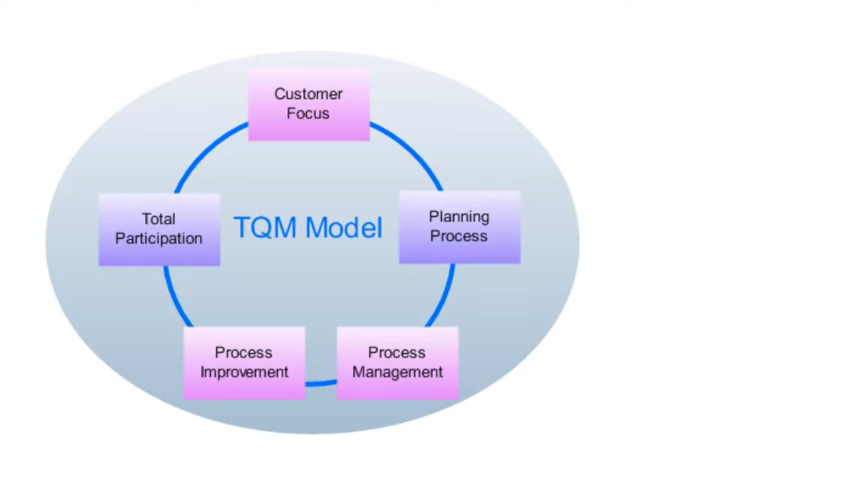 Customer
Focus
Total
Participation
TQM Model
Planning
Process
Process
Improvement
Process
Management